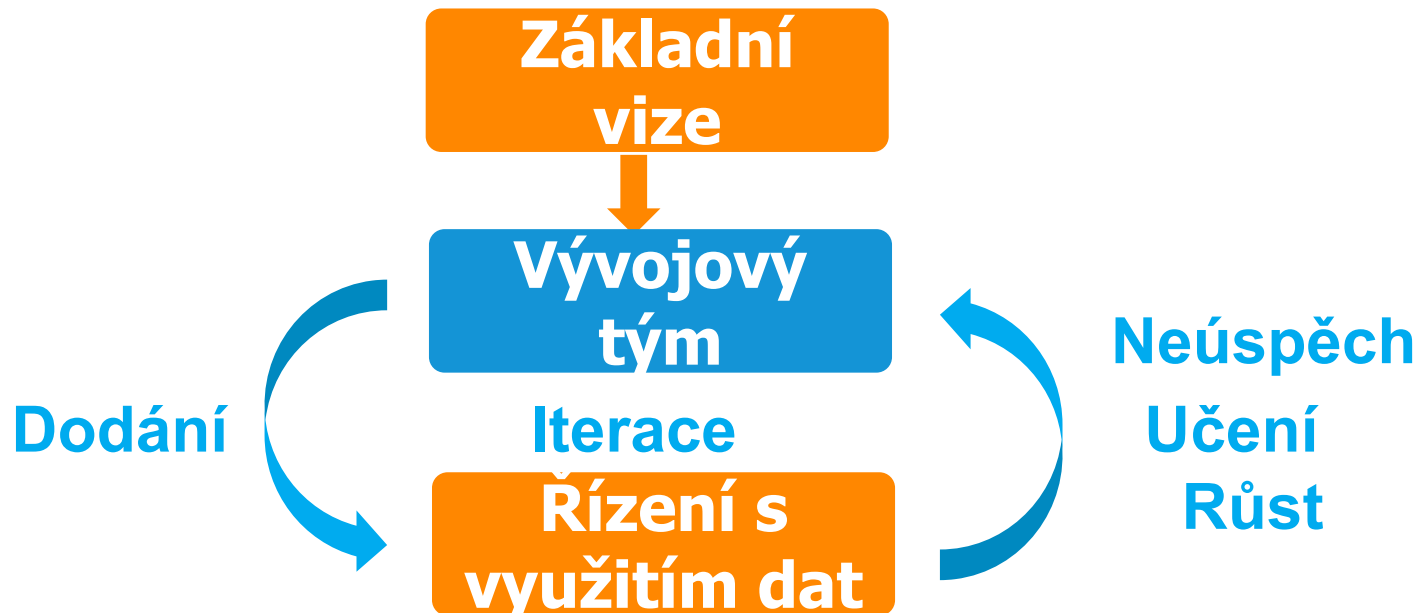 Základní
vize
Vývojový
tým
Neúspěch
Dodání
Iterace
Učení
Růst
Řízení s
využitím dat